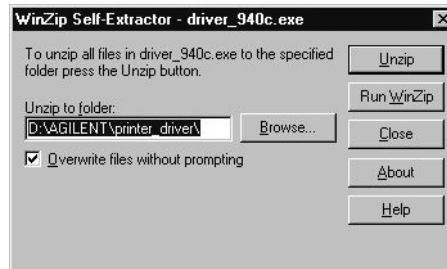 WinZip Self-Extractor - driver_940c.exe
To unzip all files in driver_940c.exe to the specified
folder press the Unzip button.
Unzip to folder:
D:\AGILENT\printer_driver\
Browse...
Overwrite files without prompting
Unzip
Run WinZip
Close
About
Help